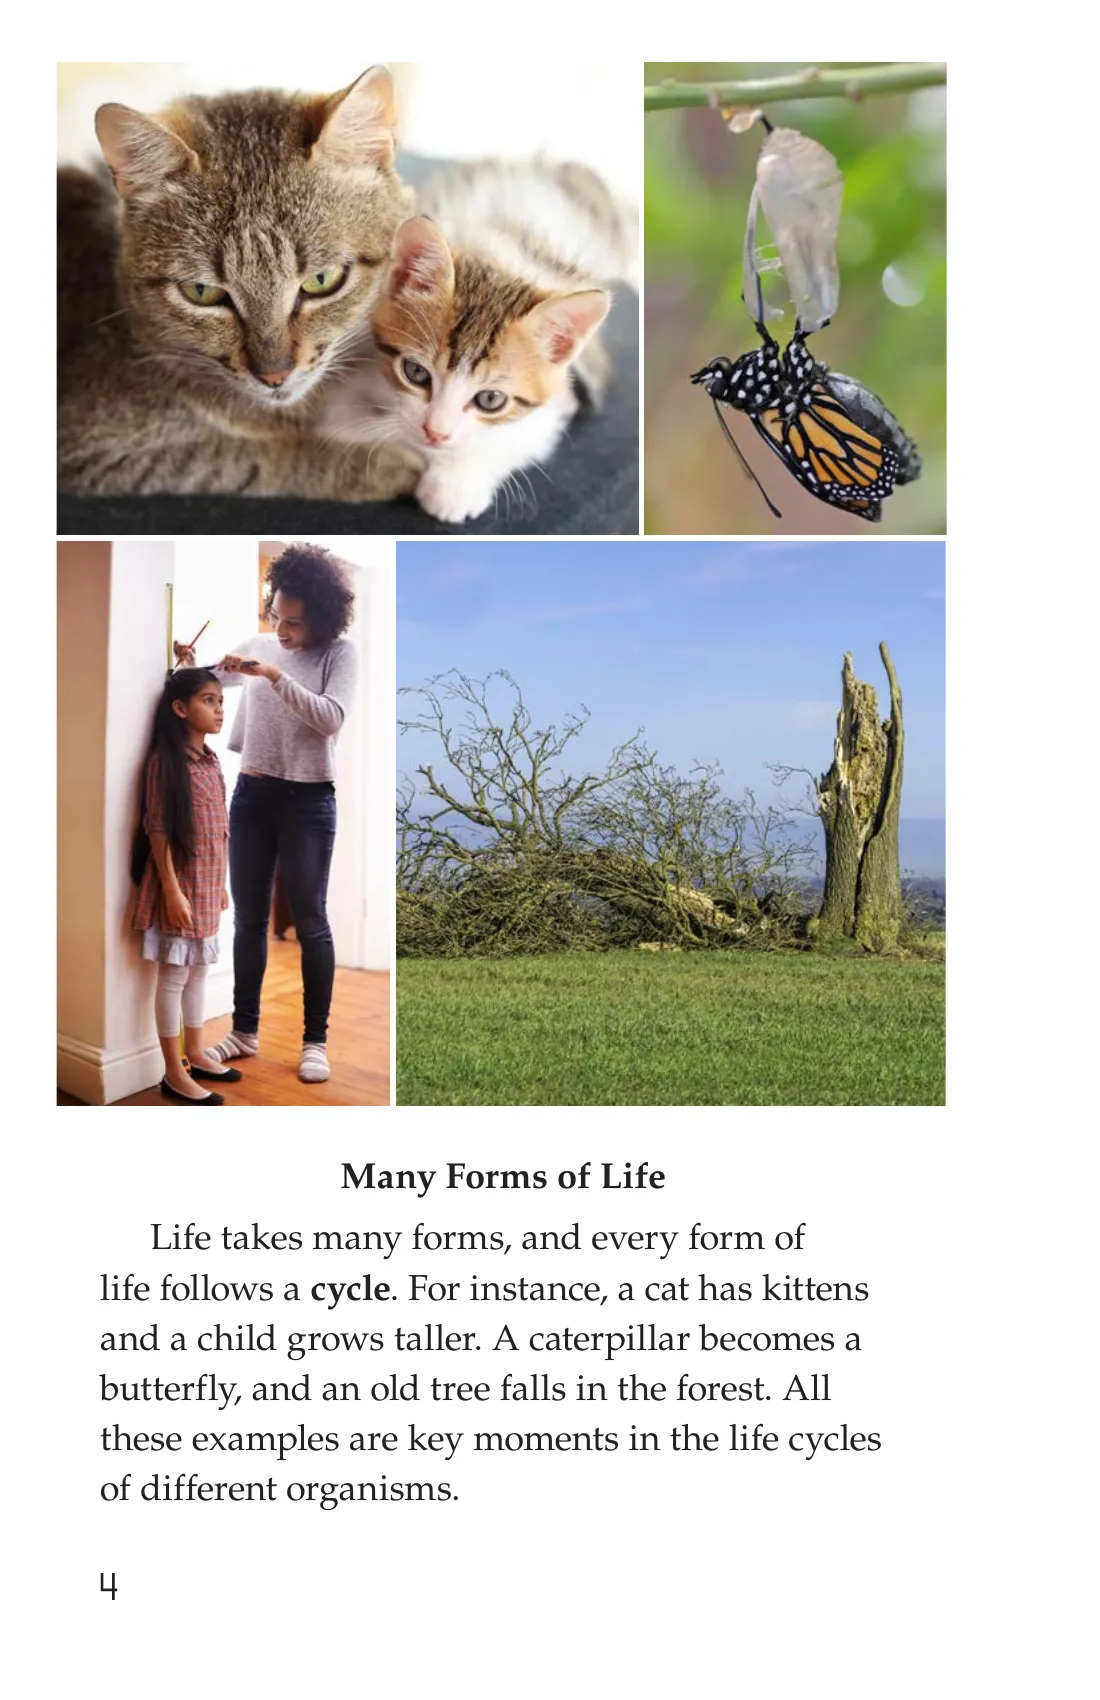 Many Forms of Life
Life takes many forms, and every form of
life follows a cycle. For instance, a cat has kittens
and a child grows taller. A caterpillar becomes a
butterfly, and an old tree falls in the forest. All
these examples are key moments in the life cycles
of different organisms.
4